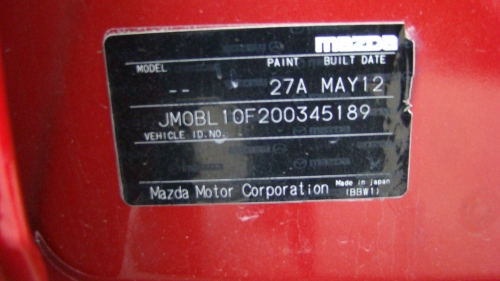 mazda
MODEL PAINT BUILT DATE
-- 27A MAY12
JM0BL10F200345189
VEHICLE ID.NO.
Mazda Motor Corporation Made in japan
(BBW1)